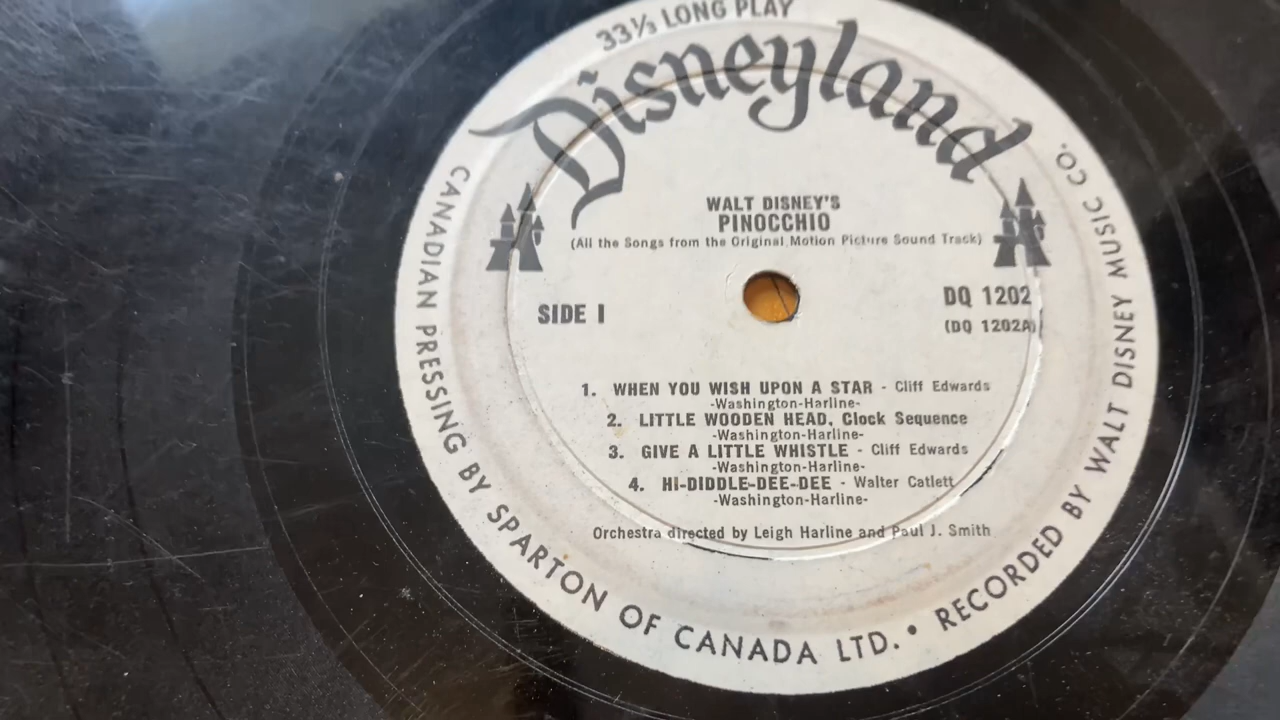 33⅓ LONG PLAY
Disneyland
WALT DISNEY'S
PINOCCHIO
(All the Songs from the Original Motion Picture Sound Track)
SIDE I
DQ 1202
(DQ 1202A)
1. WHEN YOU WISH UPON A STAR - Cliff Edwards
-Washington-Harline-
2. LITTLE WOODEN HEAD, Clock Sequence
-Washington-Harline-
3. GIVE A LITTLE WHISTLE - Cliff Edwards
-Washington-Harline-
4. HI-DIDDLE-DEE-DEE - Walter Catlett
-Washington-Harline-
Orchestra directed by Leigh Harline and Paul J. Smith
CANADIAN PRESSING BY SPARTON OF CANADA LTD. • RECORDED BY WALT DISNEY MUSIC CO.